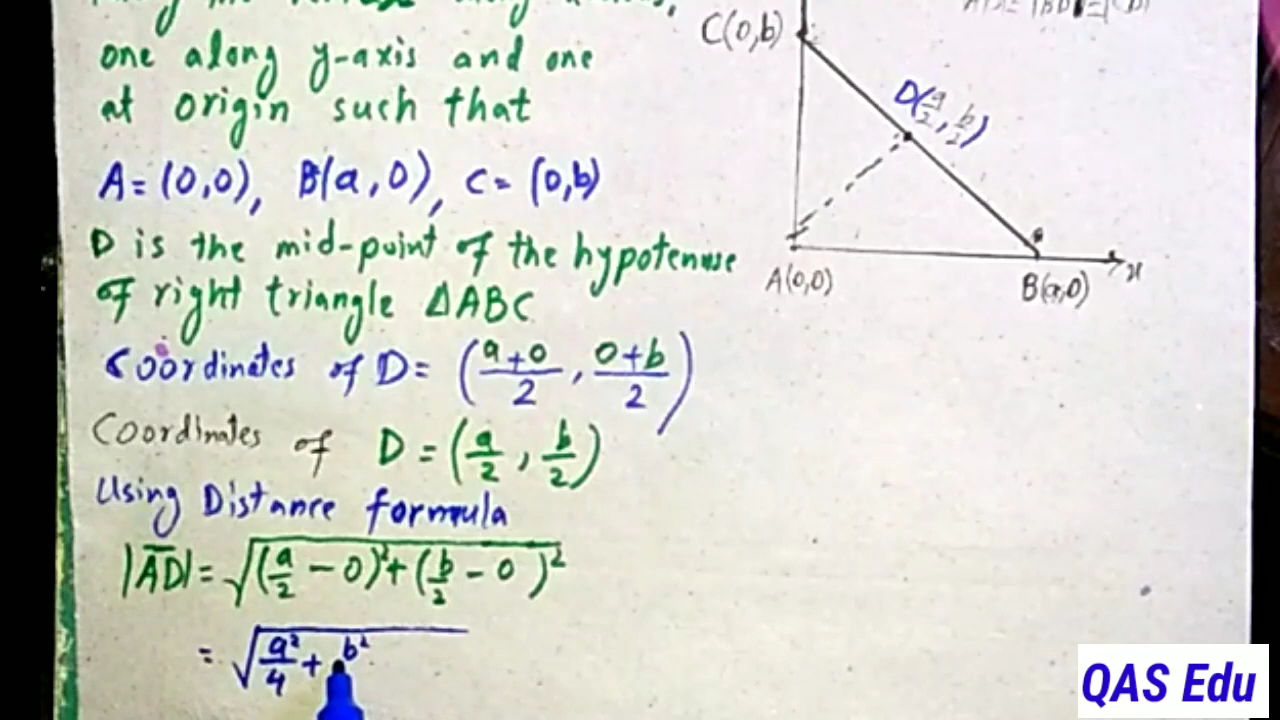 one along y-axis and one
at origin such that
A = (0,0), B(a,0), C = (0,b)
D is the mid-point of the hypotenuse
of right triangle ΔABC
Coordinates of D = (a+0/2, 0+b/2)
Coordinates of D = (a/2, b/2)
Using Distance formula
|AD| = √(a/2 - 0)² + (b/2 - 0)²
= √a²/4 + b²
C(0,b)
D(a/2, b/2)
A(0,0)
B(a,0)
x
QAS Edu